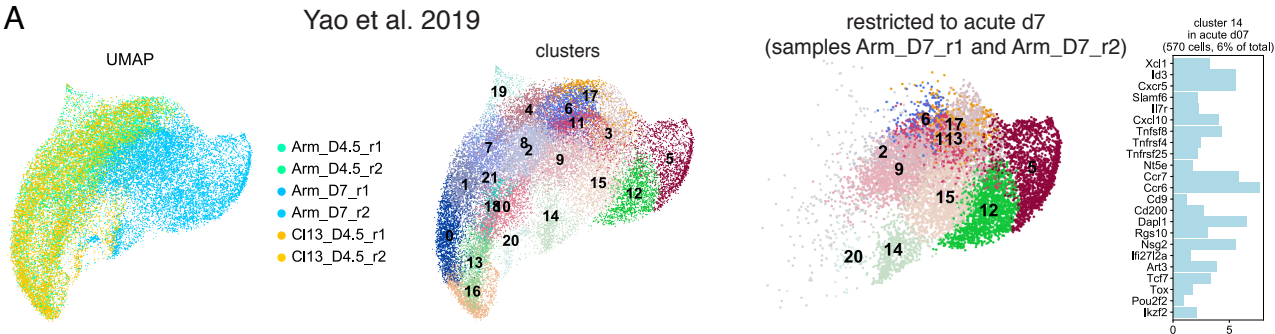 A
Yao et al. 2019
UMAP
Arm_D4.5_r1
Arm_D4.5_r2
Arm_D7_r1
Arm_D7_r2
Cl13_D4.5_r1
Cl13_D4.5_r2
clusters
19
17
6
4
11
3
7
8
2
9
5
21
1
15
12
18
10
14
0
20
13
16
restricted to acute d7
(samples Arm_D7_r1 and Arm_D7_r2)
6
17
11
13
2
9
5
15
12
14
20
cluster 14
in acute d07
(570 cells, 6% of total)
Xcl1
Id3
Cxcr5
Slamf6
Il7r
Cxcl10
Tnfsf8
Tnfrsf4
Tnfrsf25
Nt5e
Ccr7
Ccr6
Cd9
Cd200
Dapl1
Rgs10
Nsg2
Ifi27l2a
Art3
Tcf7
Tox
Pou2f2
Ikzf2
0 5